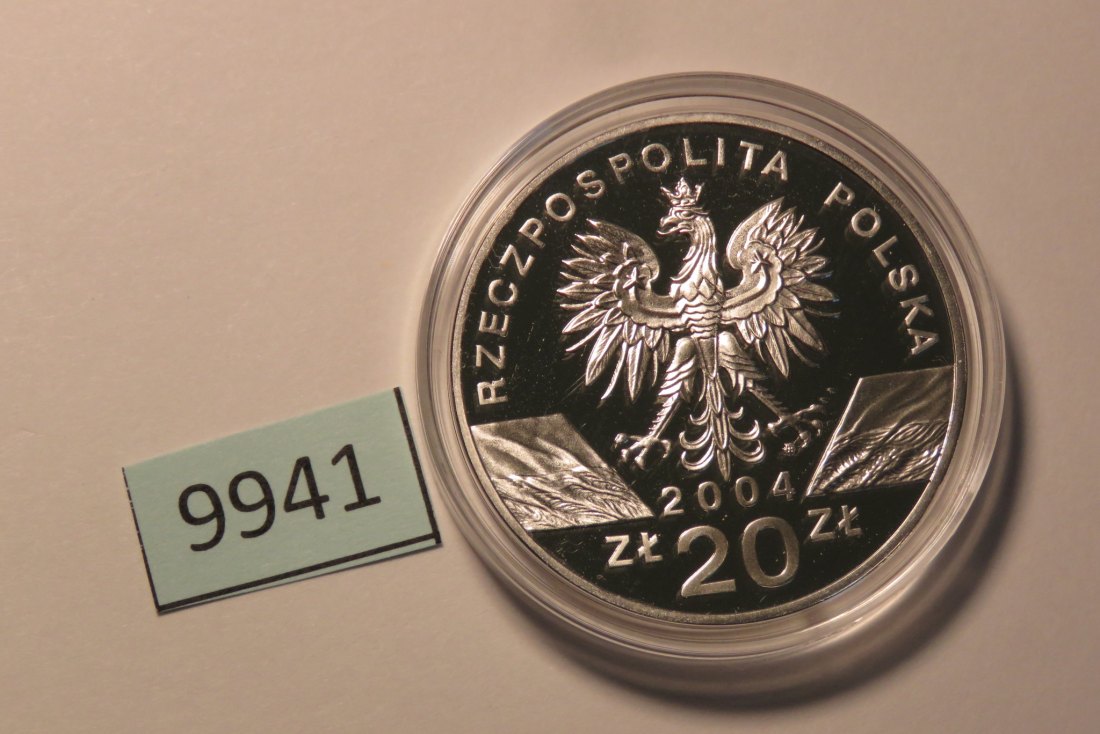 9941
RZECZPOSPOLITA POLSKA
2004
ZŁ 20 ZŁ